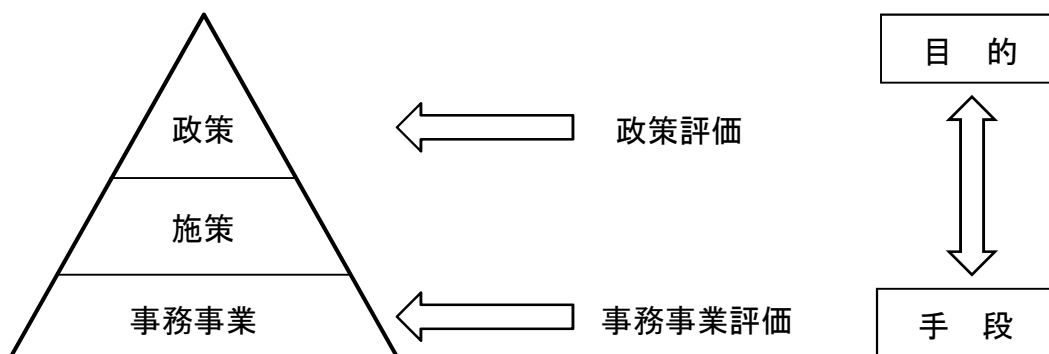 目 的
政策
政策評価
施策
事務事業
事務事業評価
手 段